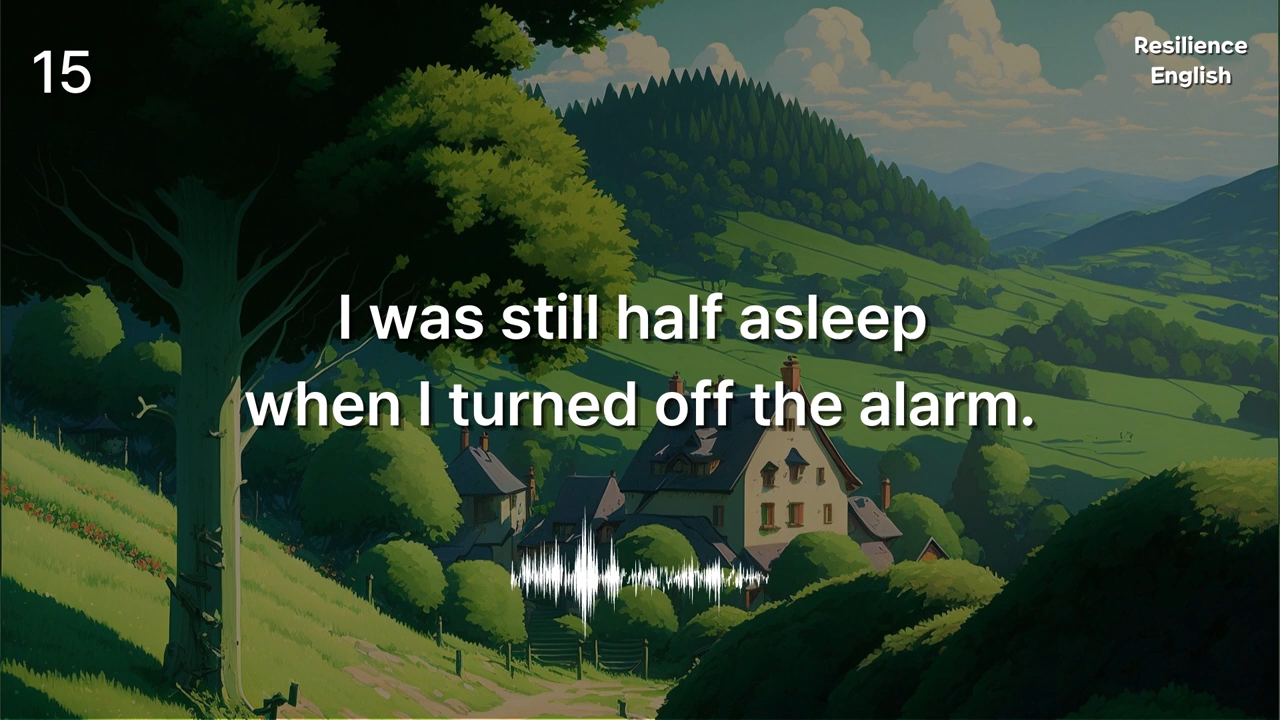 15
Resilience
English
I was still half asleep
when I turned off the alarm.